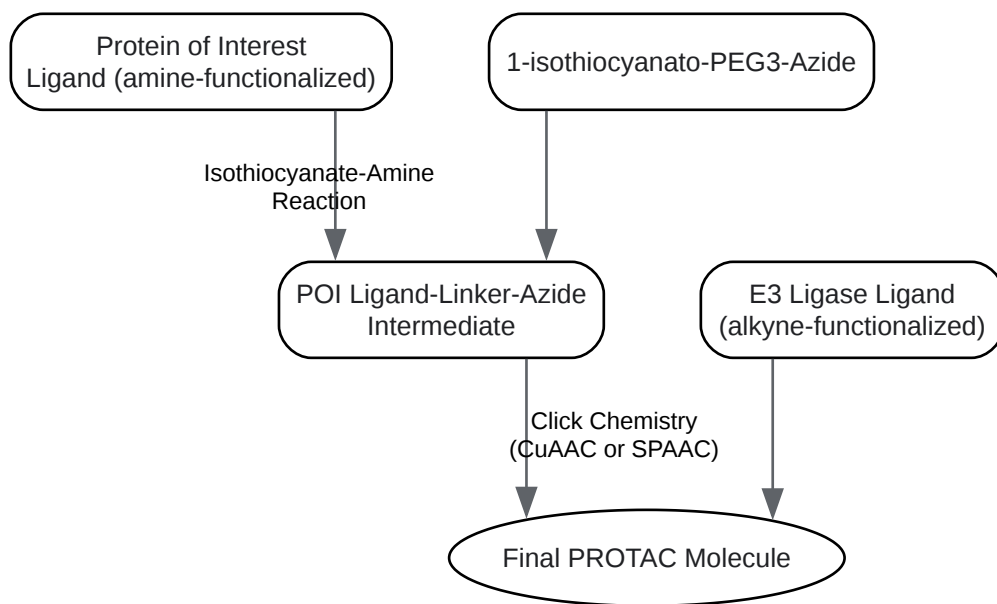 Protein of Interest
Ligand (amine-functionalized)
1-isothiocyanato-PEG3-Azide
Isothiocyanate-Amine
Reaction
POI Ligand-Linker-Azide
Intermediate
E3 Ligase Ligand
(alkyne-functionalized)
Click Chemistry
(CuAAC or SPAAC)
Final PROTAC Molecule